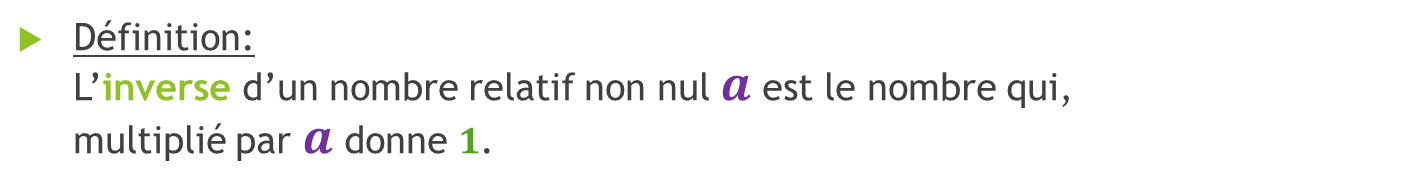 Définition:
L’inverse d’un nombre relatif non nul a est le nombre qui,
multiplié par a donne 1.